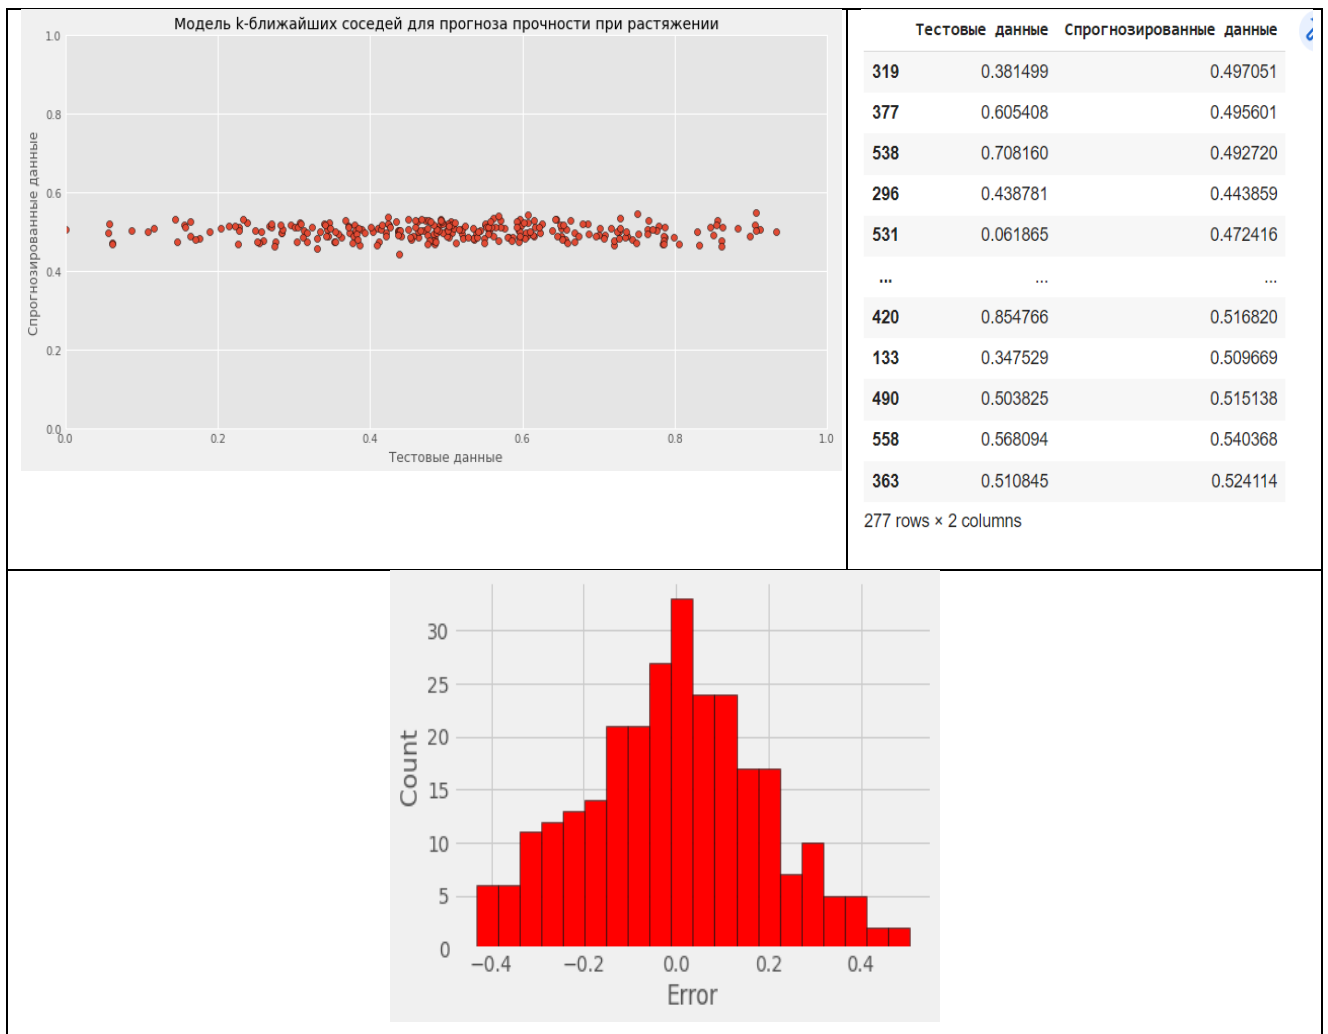 Модель k-ближайших соседей для прогноза прочности при растяжении
1.0
0.8
0.6
0.4
0.2
0.0
0.0 0.2 0.4 0.6 0.8 1.0
Спрогнозированные данные
Тестовые данные
Тестовые данные Спрогнозированные данные
319 0.381499 0.497051
377 0.605408 0.495601
538 0.708160 0.492720
296 0.438781 0.443859
531 0.061865 0.472416
... ... ...
420 0.854766 0.516820
133 0.347529 0.509669
490 0.503825 0.515138
558 0.568094 0.540368
363 0.510845 0.524114
277 rows × 2 columns
30
25
20
15
10
5
0
Count
−0.4 −0.2 0.0 0.2 0.4
Error